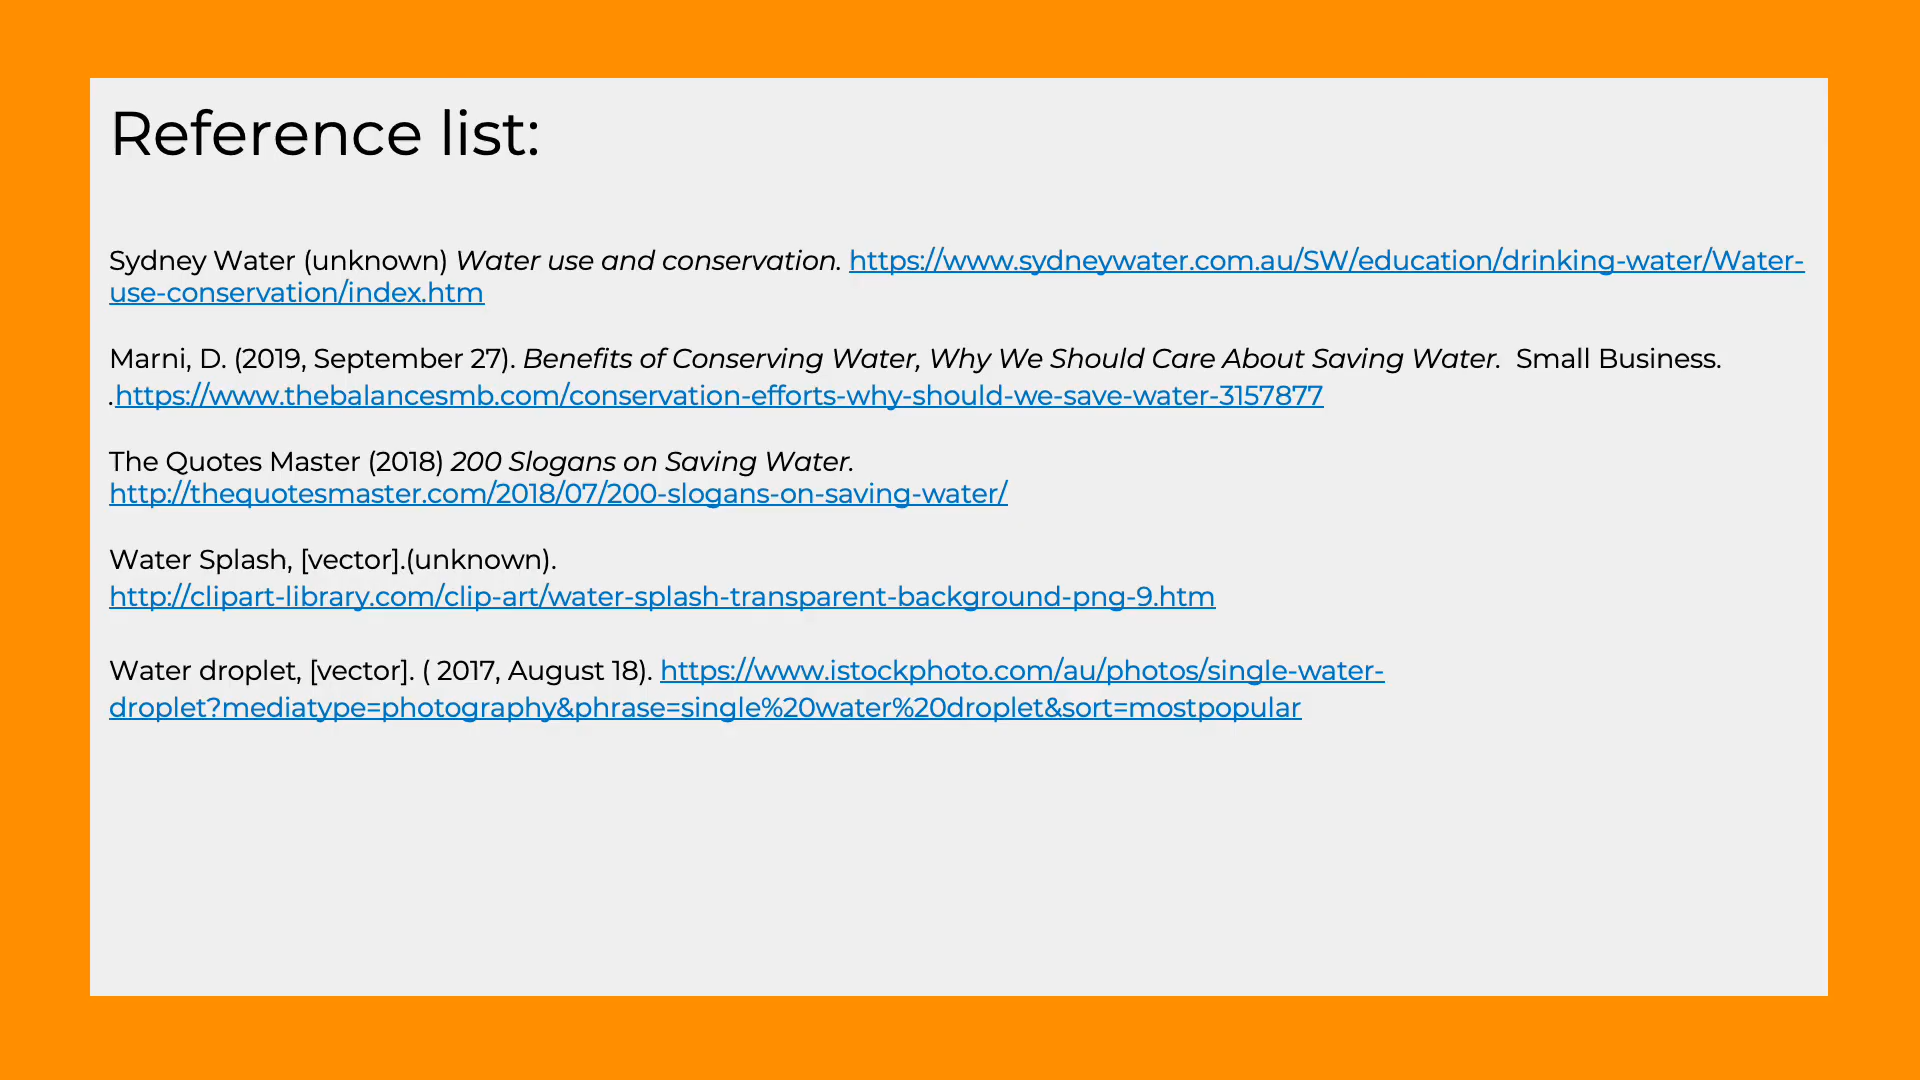 Reference list:
Sydney Water (unknown) Water use and conservation. https://www.sydneywater.com.au/SW/education/drinking-water/Water-
use-conservation/index.htm
Marni, D. (2019, September 27). Benefits of Conserving Water, Why We Should Care About Saving Water.  Small Business.
.https://www.thebalancesmb.com/conservation-efforts-why-should-we-save-water-3157877
The Quotes Master (2018) 200 Slogans on Saving Water.
http://thequotesmaster.com/2018/07/200-slogans-on-saving-water/
Water Splash, [vector].(unknown).
http://clipart-library.com/clip-art/water-splash-transparent-background-png-9.htm
Water droplet, [vector]. ( 2017, August 18). https://www.istockphoto.com/au/photos/single-water-
droplet?mediatype=photography&phrase=single%20water%20droplet&sort=mostpopular